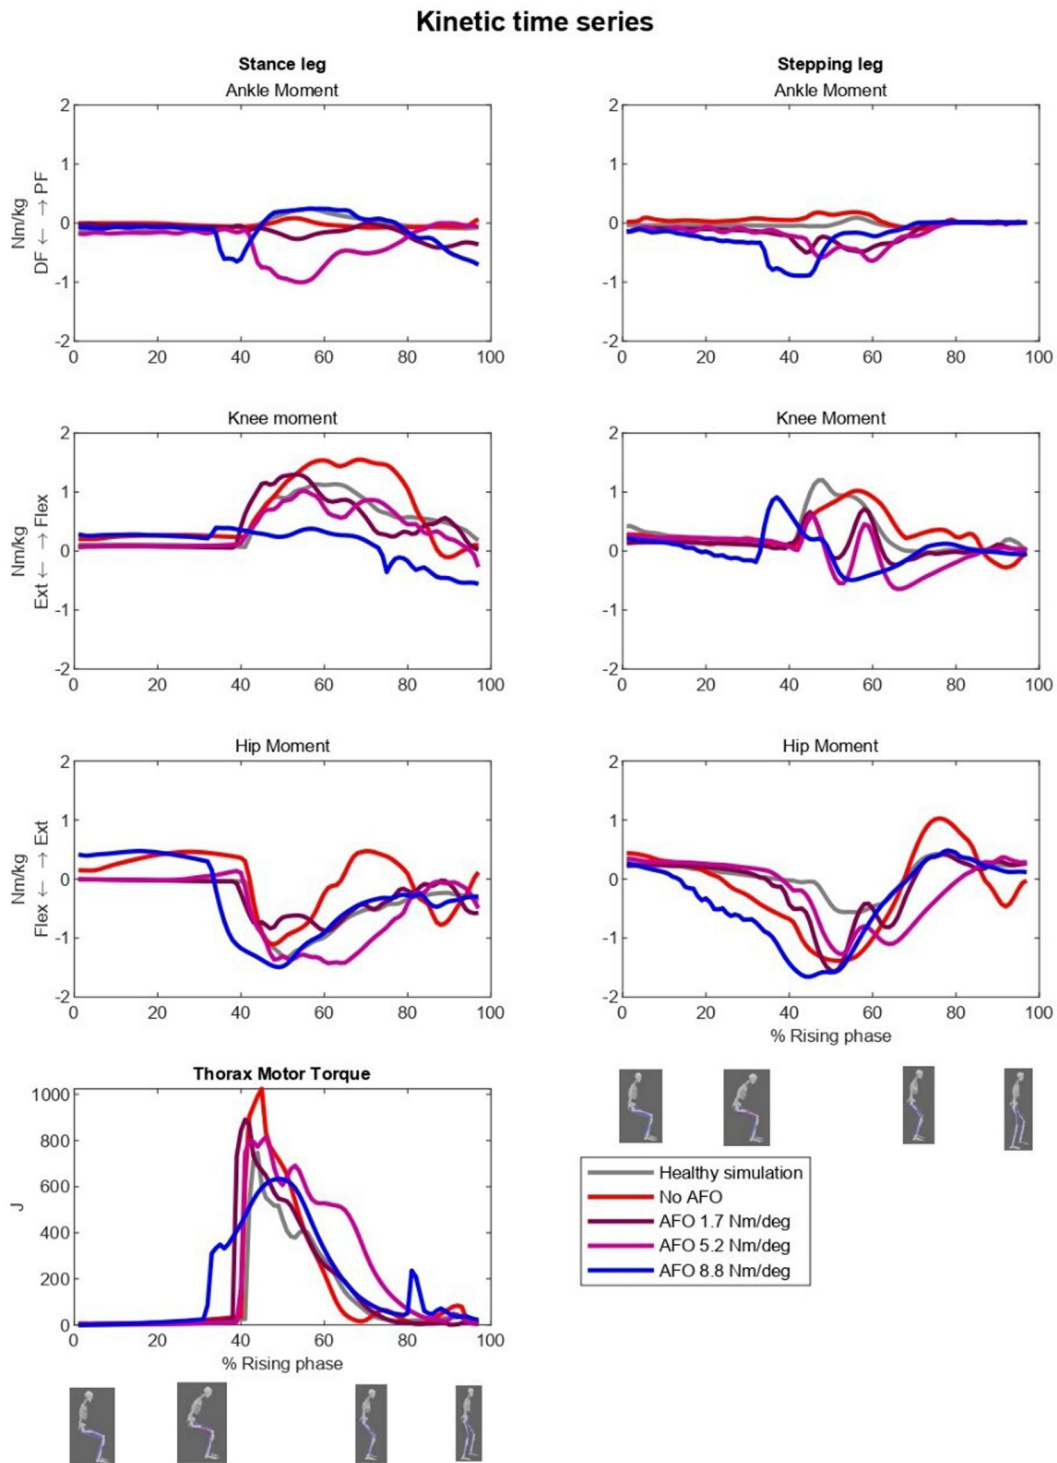 Kinetic time series
Stance leg
Ankle Moment
2
1
0
-1
-2
0 20 40 60 80 100
Nm/kg
DF ← → PF
Stepping leg
Ankle Moment
2
1
0
-1
-2
0 20 40 60 80 100
Knee moment
2
1
0
-1
-2
0 20 40 60 80 100
Nm/kg
Ext ← → Flex
Knee Moment
2
1
0
-1
-2
0 20 40 60 80 100
Hip Moment
2
1
0
-1
-2
0 20 40 60 80 100
Nm/kg
Flex ← → Ext
Hip Moment
2
1
0
-1
-2
0 20 40 60 80 100
% Rising phase
Thorax Motor Torque
1000
800
600
400
200
0
0 20 40 60 80 100
J
% Rising phase
Healthy simulation
No AFO
AFO 1.7 Nm/deg
AFO 5.2 Nm/deg
AFO 8.8 Nm/deg